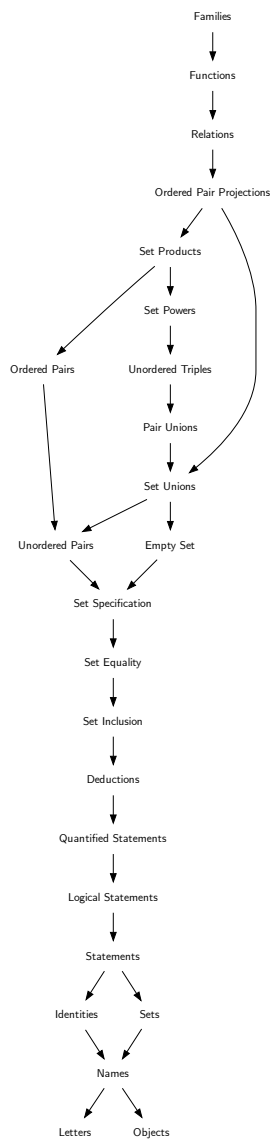 Families
Functions
Relations
Ordered Pair Projections
Set Products
Set Powers
Ordered Pairs
Unordered Triples
Pair Unions
Set Unions
Unordered Pairs
Empty Set
Set Specification
Set Equality
Set Inclusion
Deductions
Quantified Statements
Logical Statements
Statements
Identities
Sets
Names
Letters
Objects